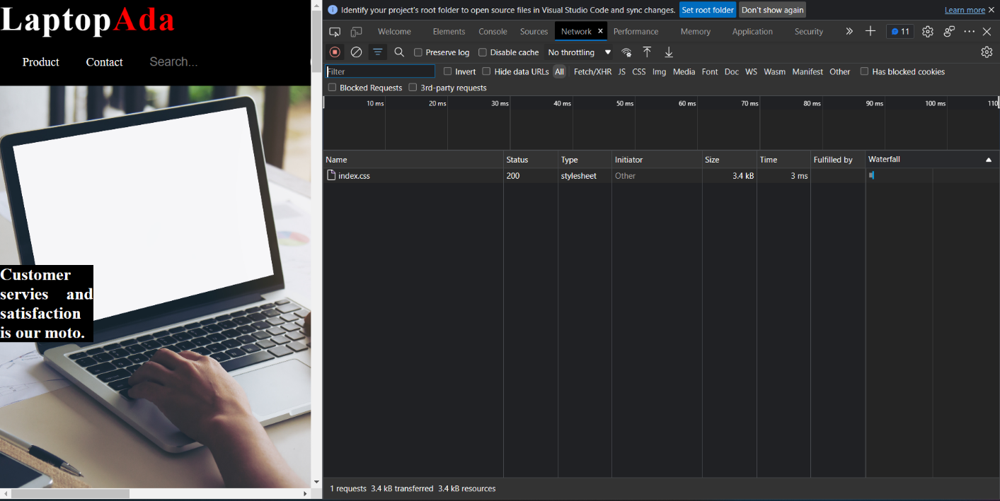 LaptopAda
Product Contact Search...
Customer
servies and
satisfaction
is our moto.
Identify your project's root folder to open source files in Visual Studio Code and sync changes. Set root folder Don't show again Learn more
Welcome Elements Console Sources Network Performance Memory Application Security 11
Preserve log Disable cache No throttling
Filter Invert Hide data URLs All Fetch/XHR JS CSS Img Media Font Doc WS Wasm Manifest Other Has blocked cookies
Blocked Requests 3rd-party requests
10 ms 20 ms 30 ms 40 ms 50 ms 60 ms 70 ms 80 ms 90 ms 100 ms 110
Name Status Type Initiator Size Time Fulfilled by Waterfall
index.css 200 stylesheet Other 3.4 kB 3 ms
1 requests 3.4 kB transferred 3.4 kB resources